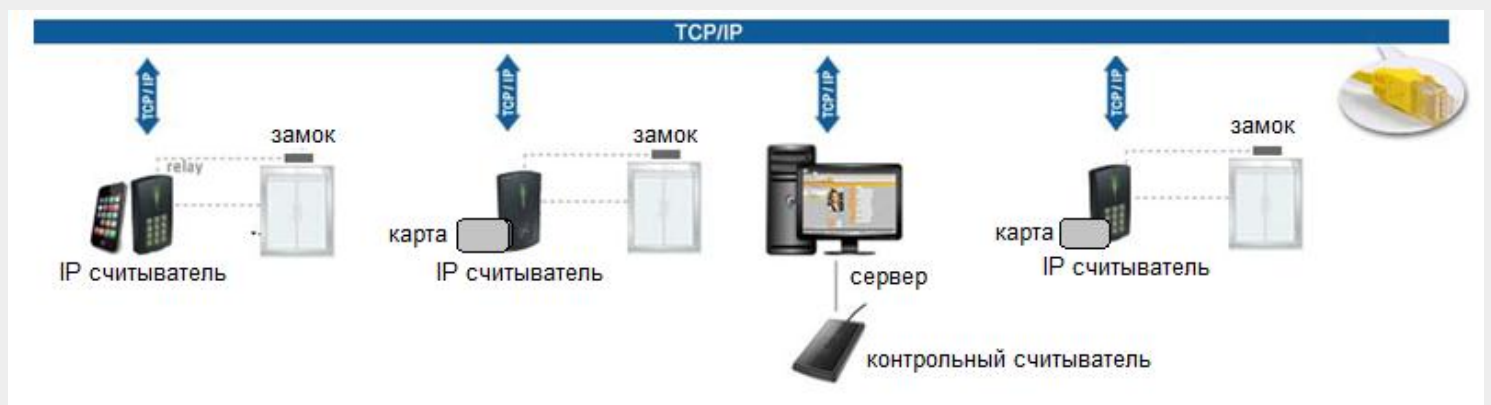 TCP/IP
TCP/IP
TCP/IP
TCP/IP
TCP/IP
замок
замок
замок
relay
карта
карта
IP считыватель
IP считыватель
сервер
IP считыватель
контрольный считыватель